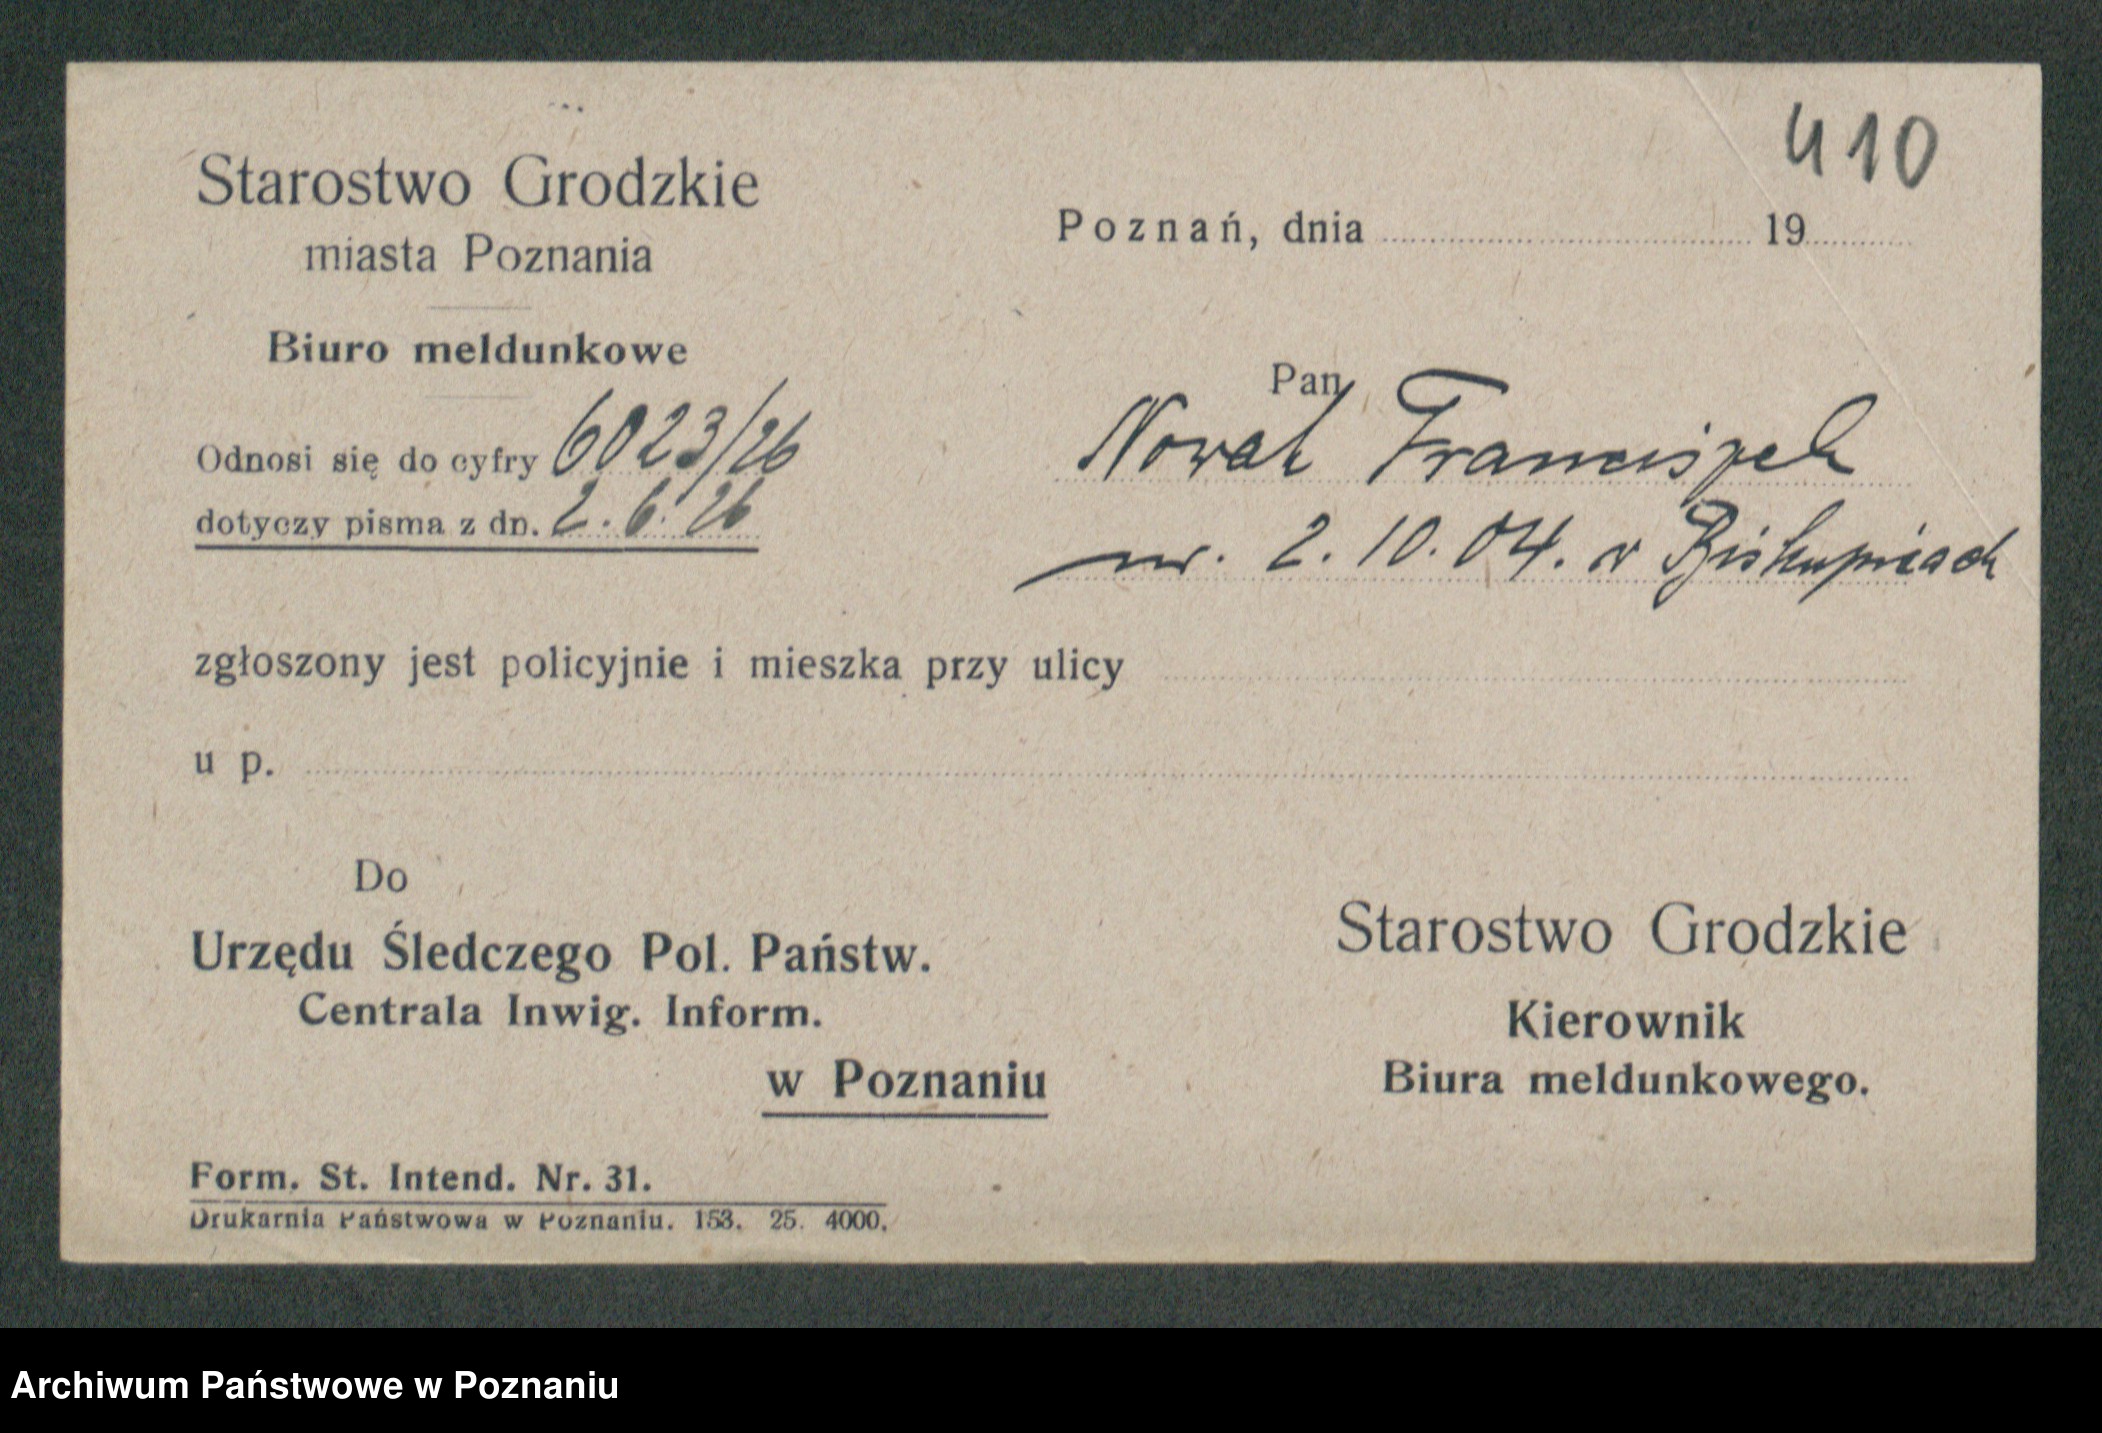 410
Starostwo Grodzkie
miasta Poznania
Poznań, dnia 19
Biuro meldunkowe
Odnosi się do cyfry 6023/26
dotyczy pisma z dn. 2. 6. 26
Pan
Nowak Franciszek
ur. 2. 10. 04. w Biskupicach
zgłoszony jest policyjnie i mieszka przy ulicy
u p.
Do
Urzędu Śledczego Pol. Państw.
Centrala Inwig. Inform.
w Poznaniu
Starostwo Grodzkie
Kierownik
Biura meldunkowego.
Form. St. Intend. Nr. 31.
Drukarnia Państwowa w Poznaniu. 153. 25. 4000.
Archiwum Państwowe w Poznaniu